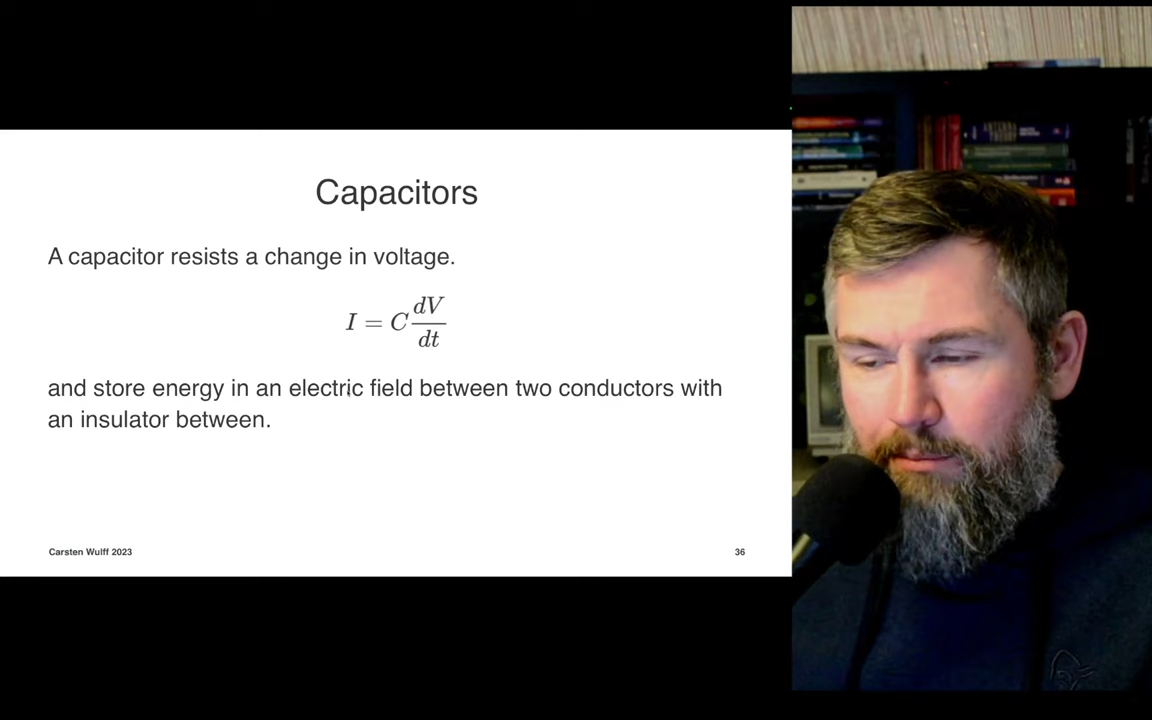 Capacitors
A capacitor resists a change in voltage.
I = C dV/dt
and store energy in an electric field between two conductors with
an insulator between.
Carsten Wulff 2023
36